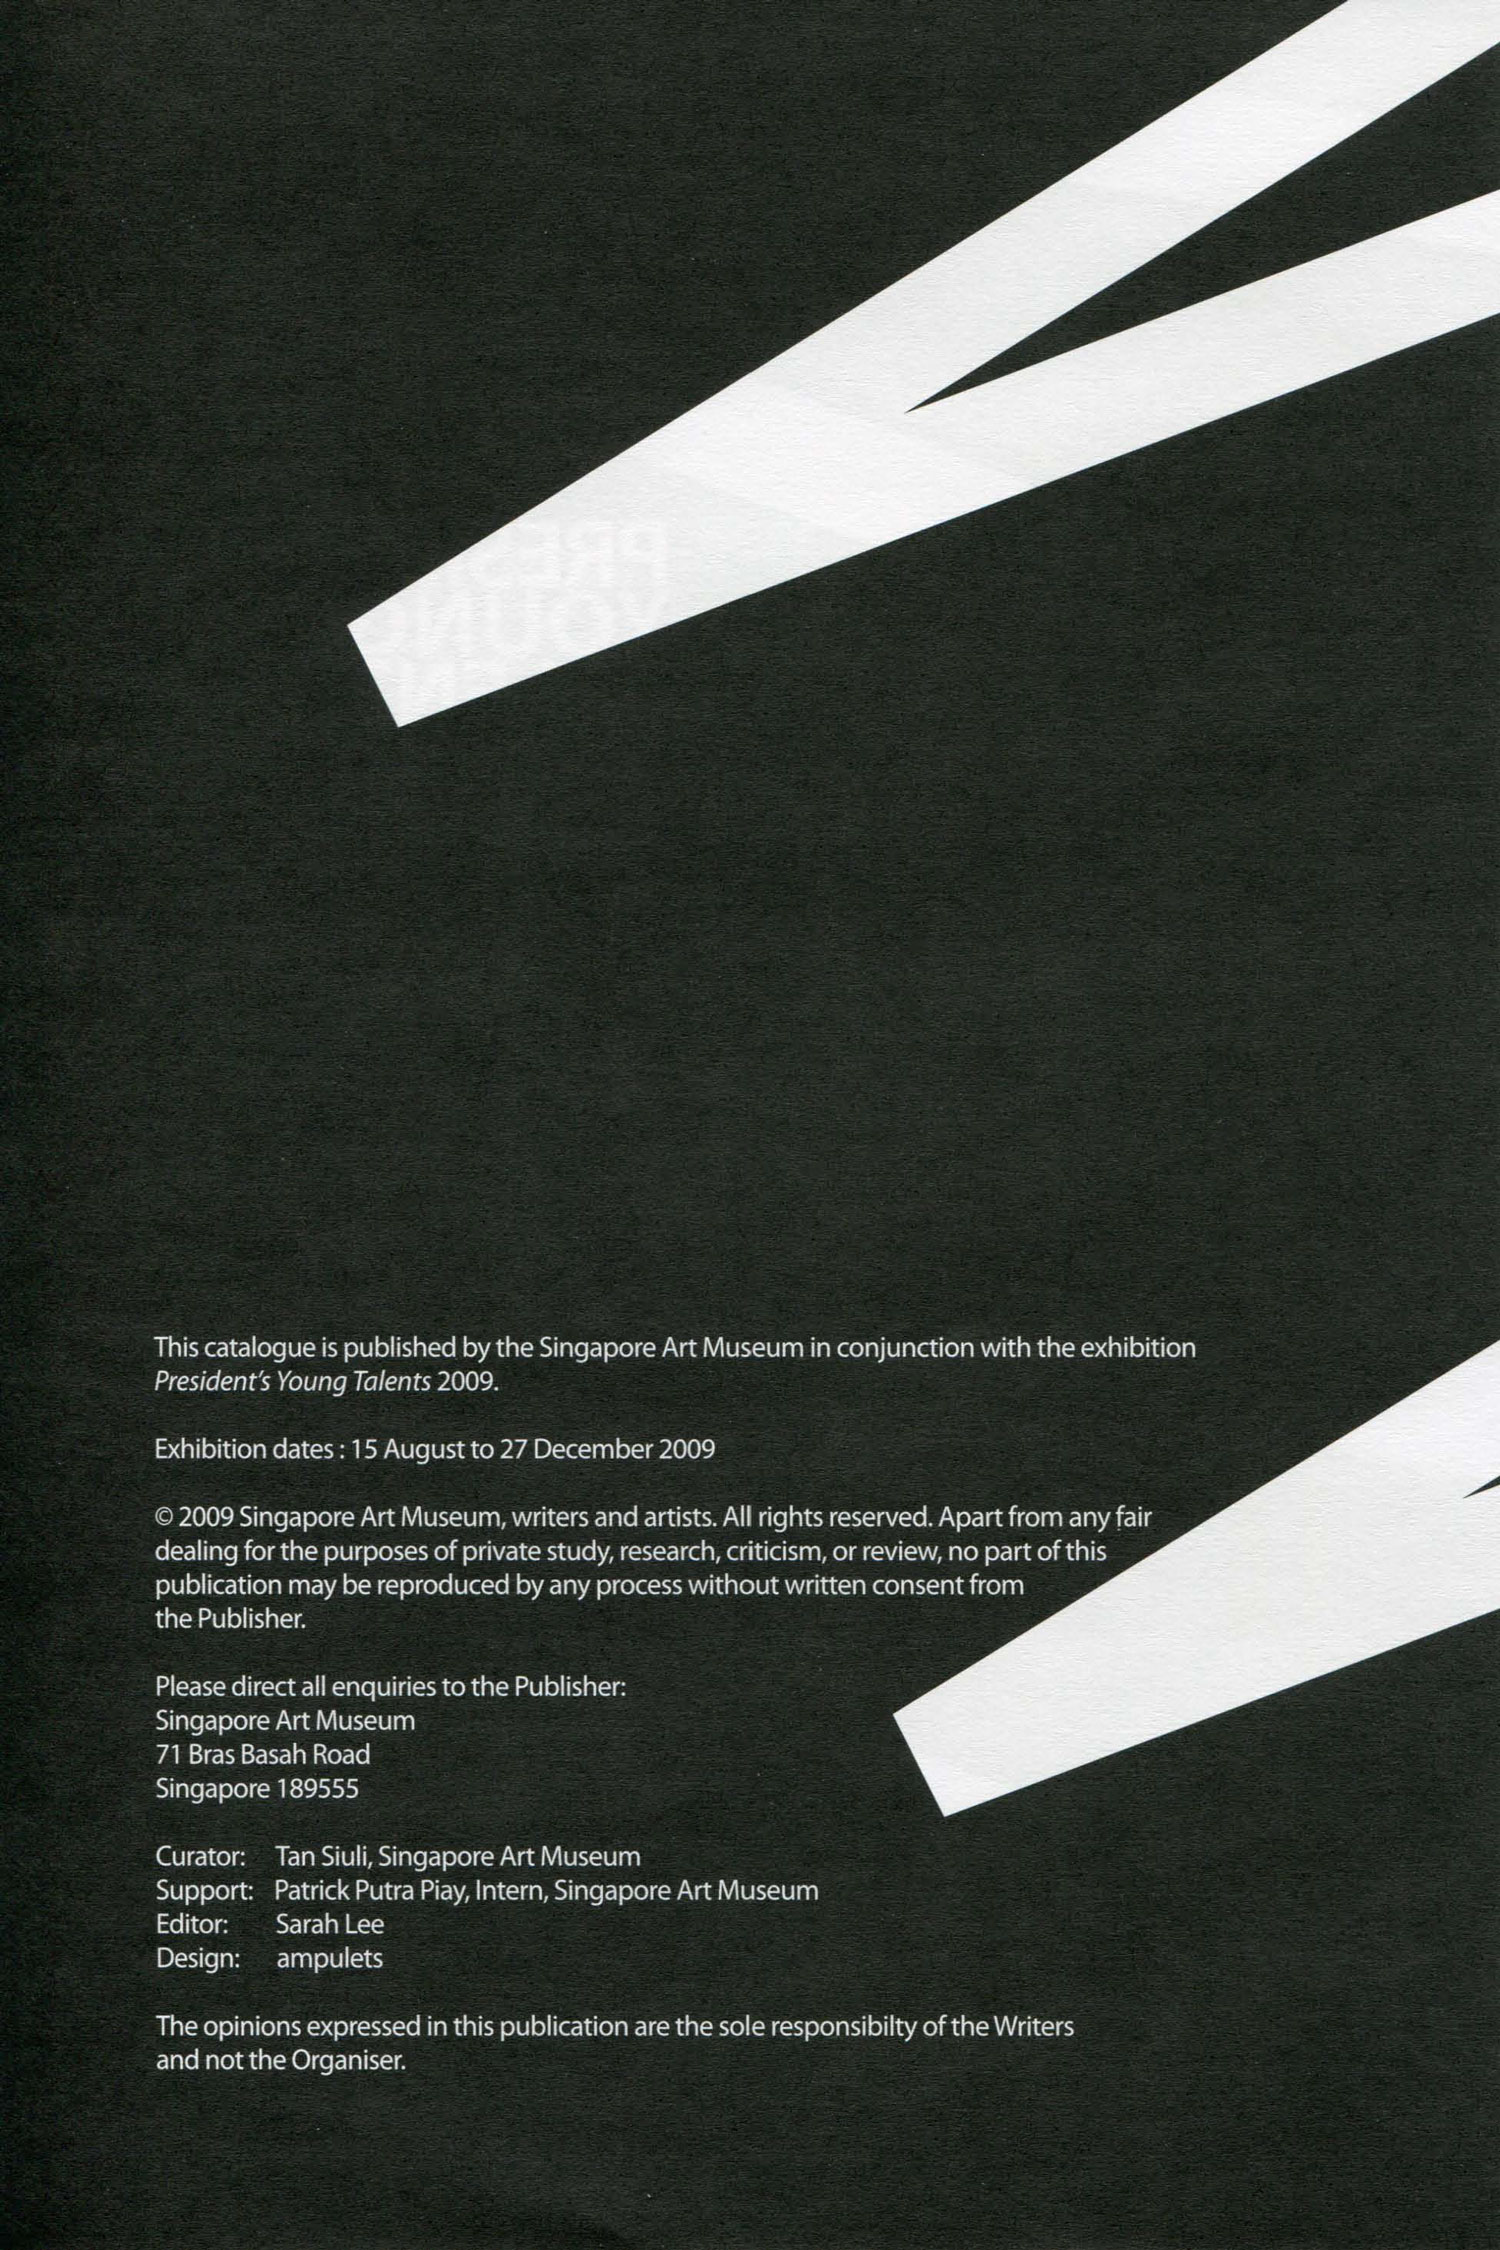 This catalogue is published by the Singapore Art Museum in conjunction with the exhibition
President's Young Talents 2009.
Exhibition dates : 15 August to 27 December 2009
© 2009 Singapore Art Museum, writers and artists. All rights reserved. Apart from any fair
dealing for the purposes of private study, research, criticism, or review, no part of this
publication may be reproduced by any process without written consent from
the Publisher.
Please direct all enquiries to the Publisher:
Singapore Art Museum
71 Bras Basah Road
Singapore 189555
Curator: Tan Siuli, Singapore Art Museum
Support: Patrick Putra Piay, Intern, Singapore Art Museum
Editor: Sarah Lee
Design: ampulets
The opinions expressed in this publication are the sole responsibilty of the Writers
and not the Organiser.